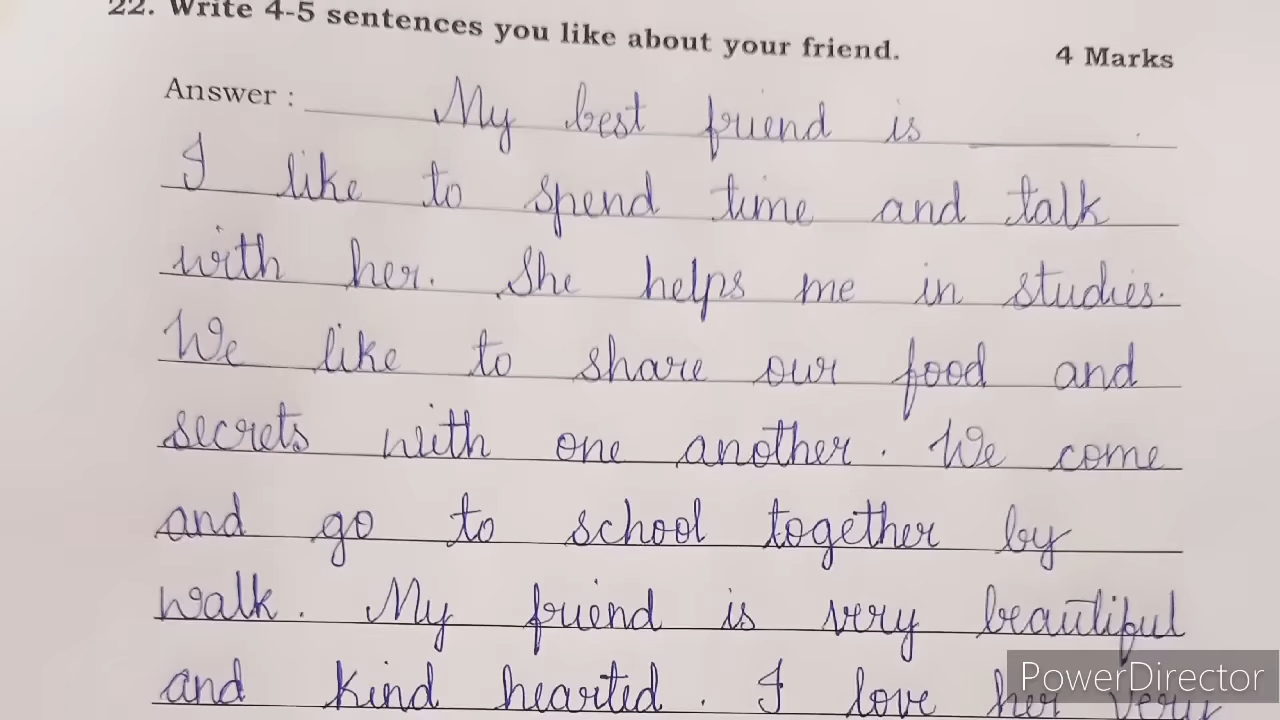 22. Write 4-5 sentences you like about your friend. 4 Marks
Answer : My best friend is ______ .
I like to spend time and talk
with her. She helps me in studies.
We like to share our food and
secrets with one another. We come
and go to school together by
walk. My friend is very beautiful
and kind hearted. I love her very
PowerDirector